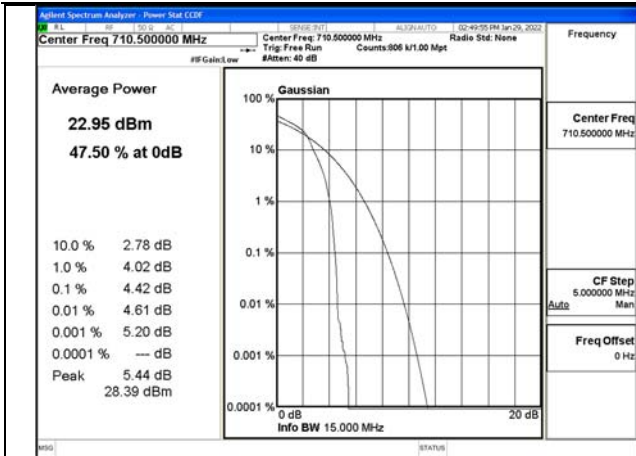 Agilent Spectrum Analyzer - Power Stat CCDF
RL RF 50 Ω AC SENSE:INT ALIGN AUTO 02:49:55 PM Jan 29, 2022
Center Freq 710.500000 MHz
Center Freq: 710.500000 MHz Radio Std: None
Trig: Free Run Counts:806 k/1.00 Mpt
#IFGain:Low #Atten: 40 dB
Frequency
Average Power
22.95 dBm
47.50 % at 0dB
10.0 % 2.78 dB
1.0 % 4.02 dB
0.1 % 4.42 dB
0.01 % 4.61 dB
0.001 % 5.20 dB
0.0001 % --- dB
Peak 5.44 dB
28.39 dBm
Gaussian
100 %
10 %
1 %
0.1 %
0.01 %
0.001 %
0.0001 %
0 dB 20 dB
Info BW 15.000 MHz
Center Freq
710.500000 MHz
CF Step
5.000000 MHz
Auto Man
Freq Offset
0 Hz
MSG STATUS